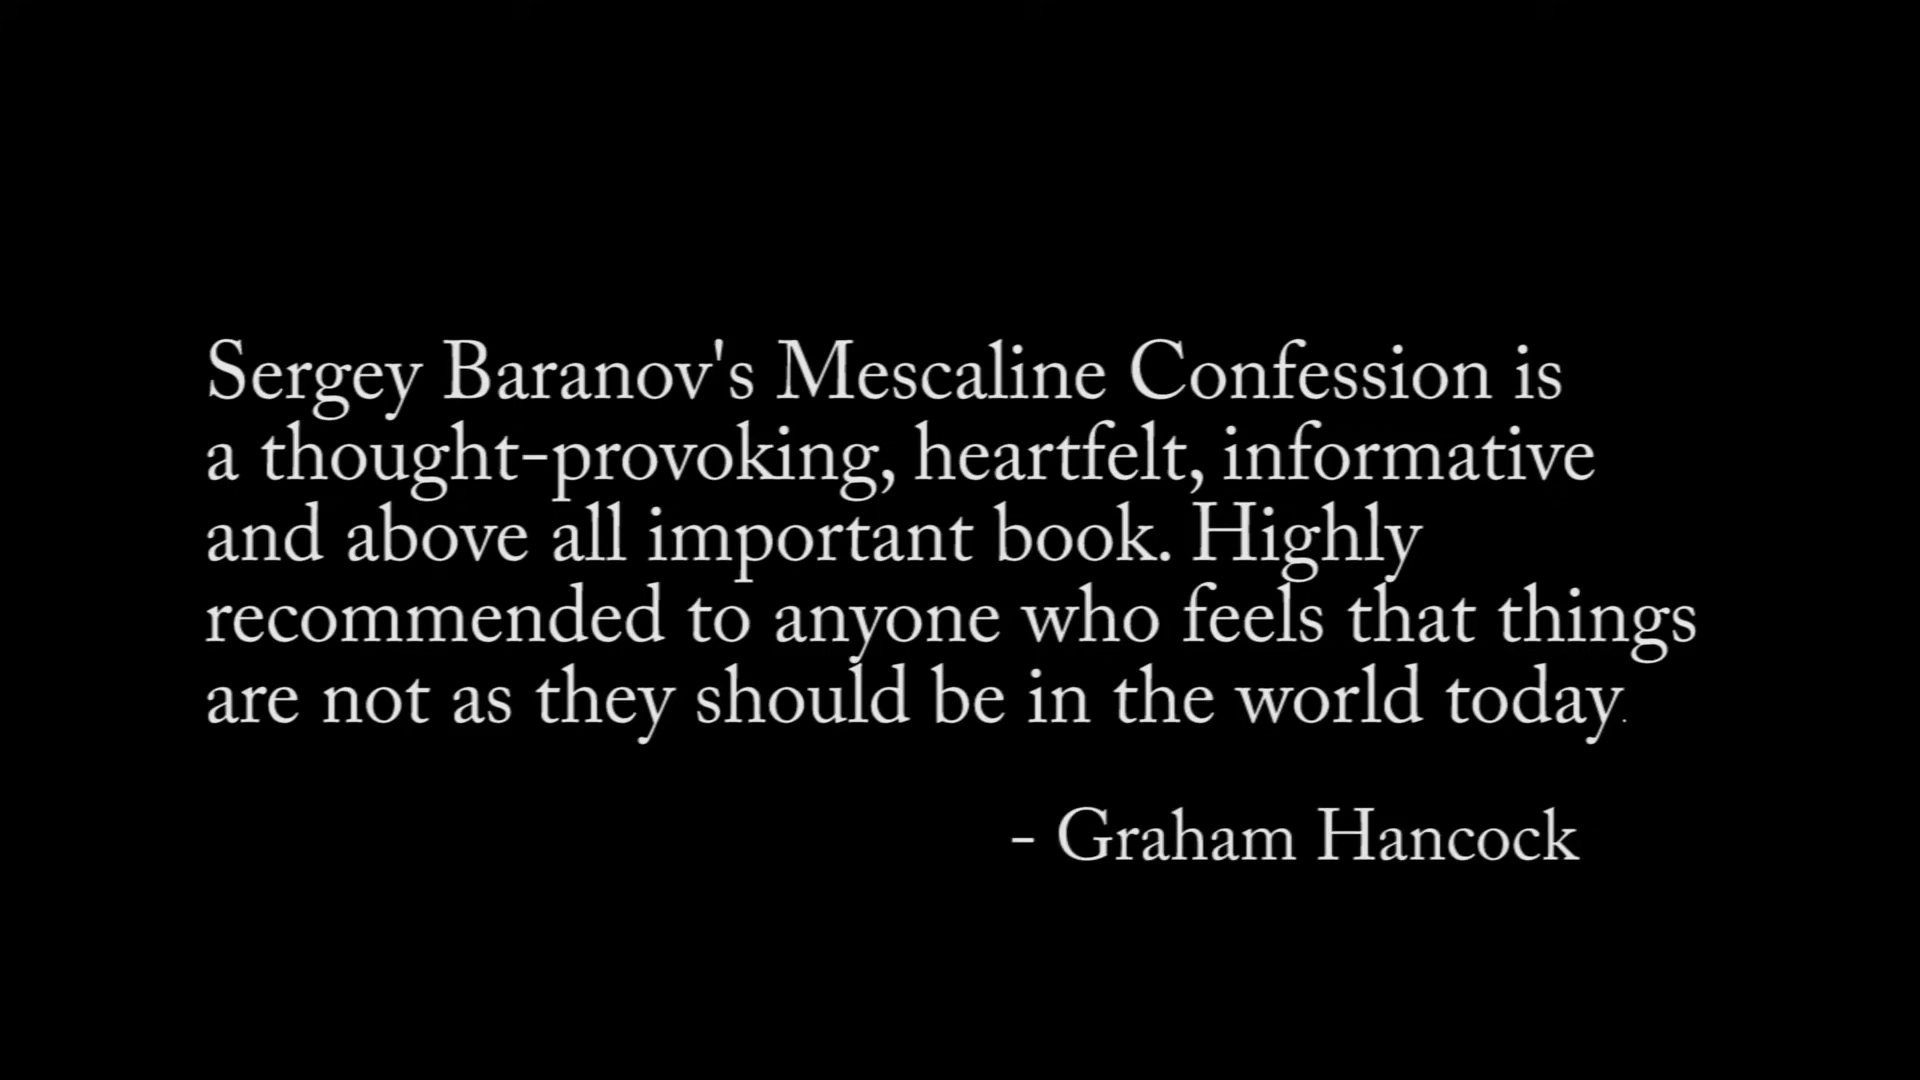 Sergey Baranov's Mescaline Confession is
a thought-provoking, heartfelt, informative
and above all important book. Highly
recommended to anyone who feels that things
are not as they should be in the world today.
- Graham Hancock